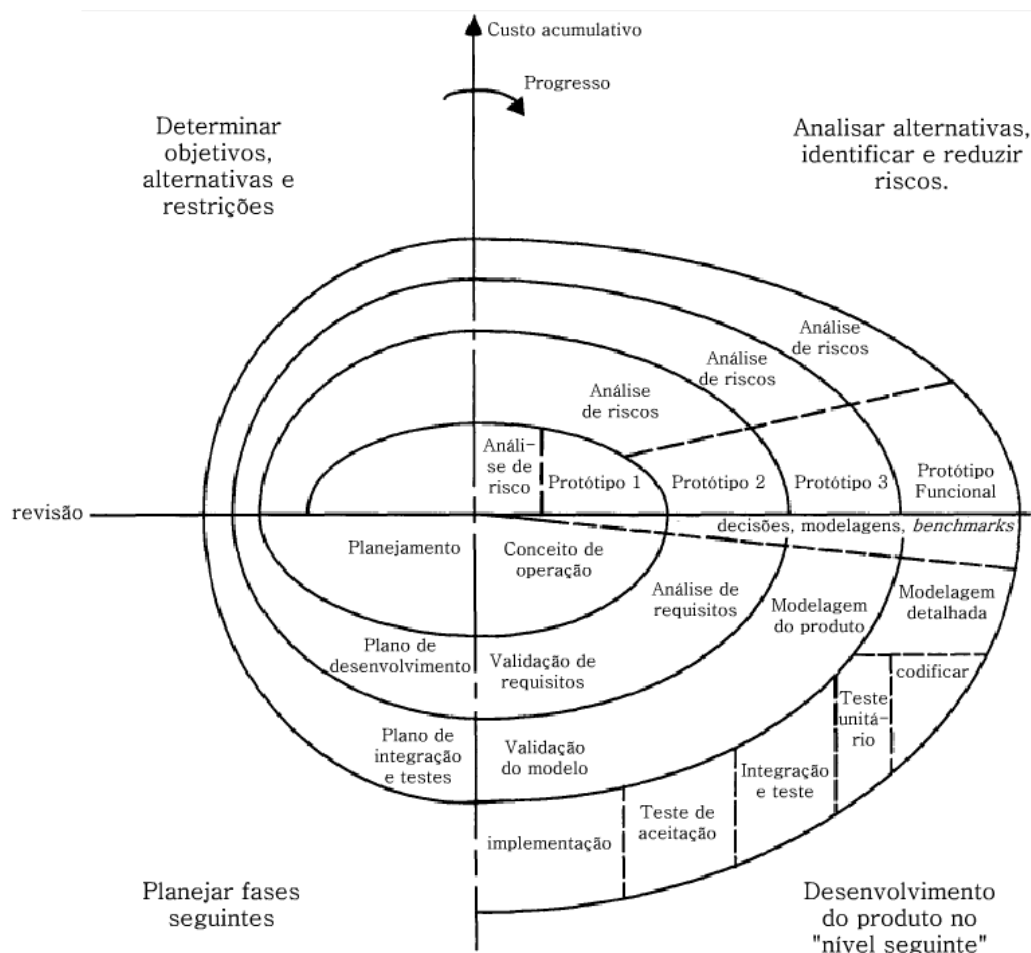 Custo acumulativo
Progresso
Determinar
objetivos,
alternativas e
restrições
Analisar alternativas,
identificar e reduzir
riscos.
Análise
de riscos
Análise
de riscos
Análise
de riscos
Análi-
se de
risco
Protótipo 1
Protótipo 2
Protótipo 3
Protótipo
Funcional
revisão
decisões, modelagens, benchmarks
Planejamento
Conceito de
operação
Análise de
requisitos
Modelagem
do produto
Modelagem
detalhada
Plano de
desenvolvimento
Validação de
requisitos
codificar
Teste
unitá-
rio
Plano de
integração
e testes
Validação
do modelo
Integração
e teste
Teste de
aceitação
implementação
Planejar fases
seguintes
Desenvolvimento
do produto no
"nível seguinte"